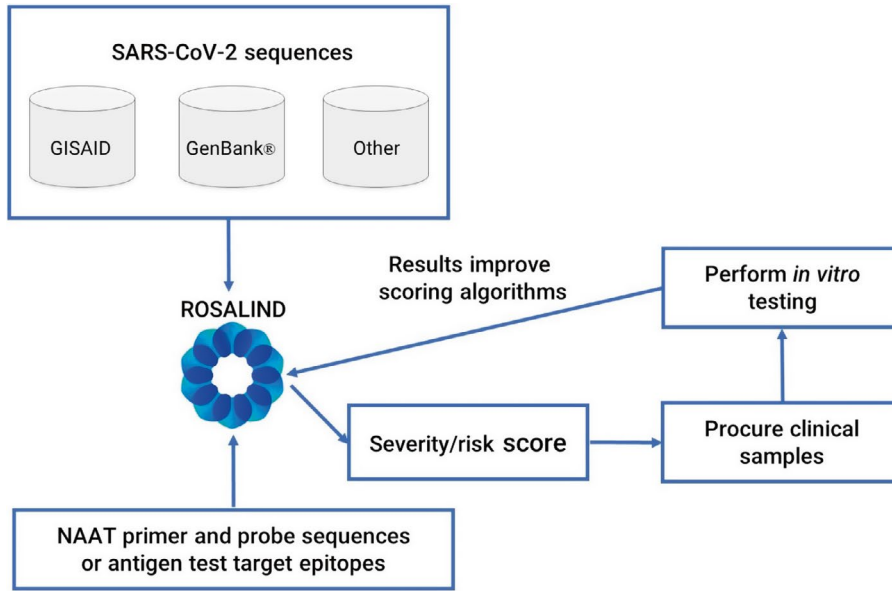 SARS-CoV-2 sequences
GISAID
GenBank®
Other
ROSALIND
Results improve
scoring algorithms
Perform in vitro
testing
Severity/risk score
Procure clinical
samples
NAAT primer and probe sequences
or antigen test target epitopes